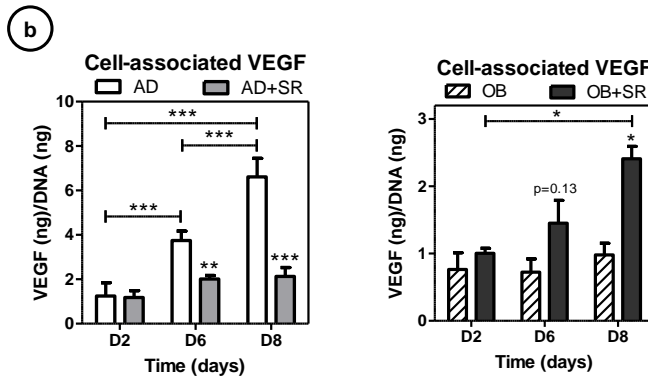 b
Cell-associated VEGF
AD AD+SR
VEGF (ng)/DNA (ng)
10
8
6
4
2
0
***
***
***
**
***
D2 D6 D8
Time (days)
Cell-associated VEGF
OB OB+SR
VEGF (ng)/DNA (ng)
3
2
1
0
*
*
p=0.13
D2 D6 D8
Time (days)